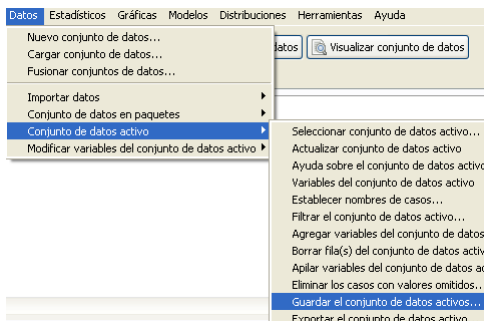 Datos Estadísticos Gráficas Modelos Distribuciones Herramientas Ayuda
Nuevo conjunto de datos...
Cargar conjunto de datos...
Fusionar conjuntos de datos...
atos Visualizar conjunto de datos
Importar datos
Conjunto de datos en paquetes
Conjunto de datos activo
Modificar variables del conjunto de datos activo
Seleccionar conjunto de datos activo...
Actualizar conjunto de datos activo
Ayuda sobre el conjunto de datos activo
Variables del conjunto de datos activo
Establecer nombres de casos...
Filtrar el conjunto de datos activo...
Agregar variables del conjunto de datos
Borrar fila(s) del conjunto de datos activ
Apilar variables del conjunto de datos ac
Eliminar los casos con valores omitidos..
Guardar el conjunto de datos activos...
Exportar el conjunto de datos activo